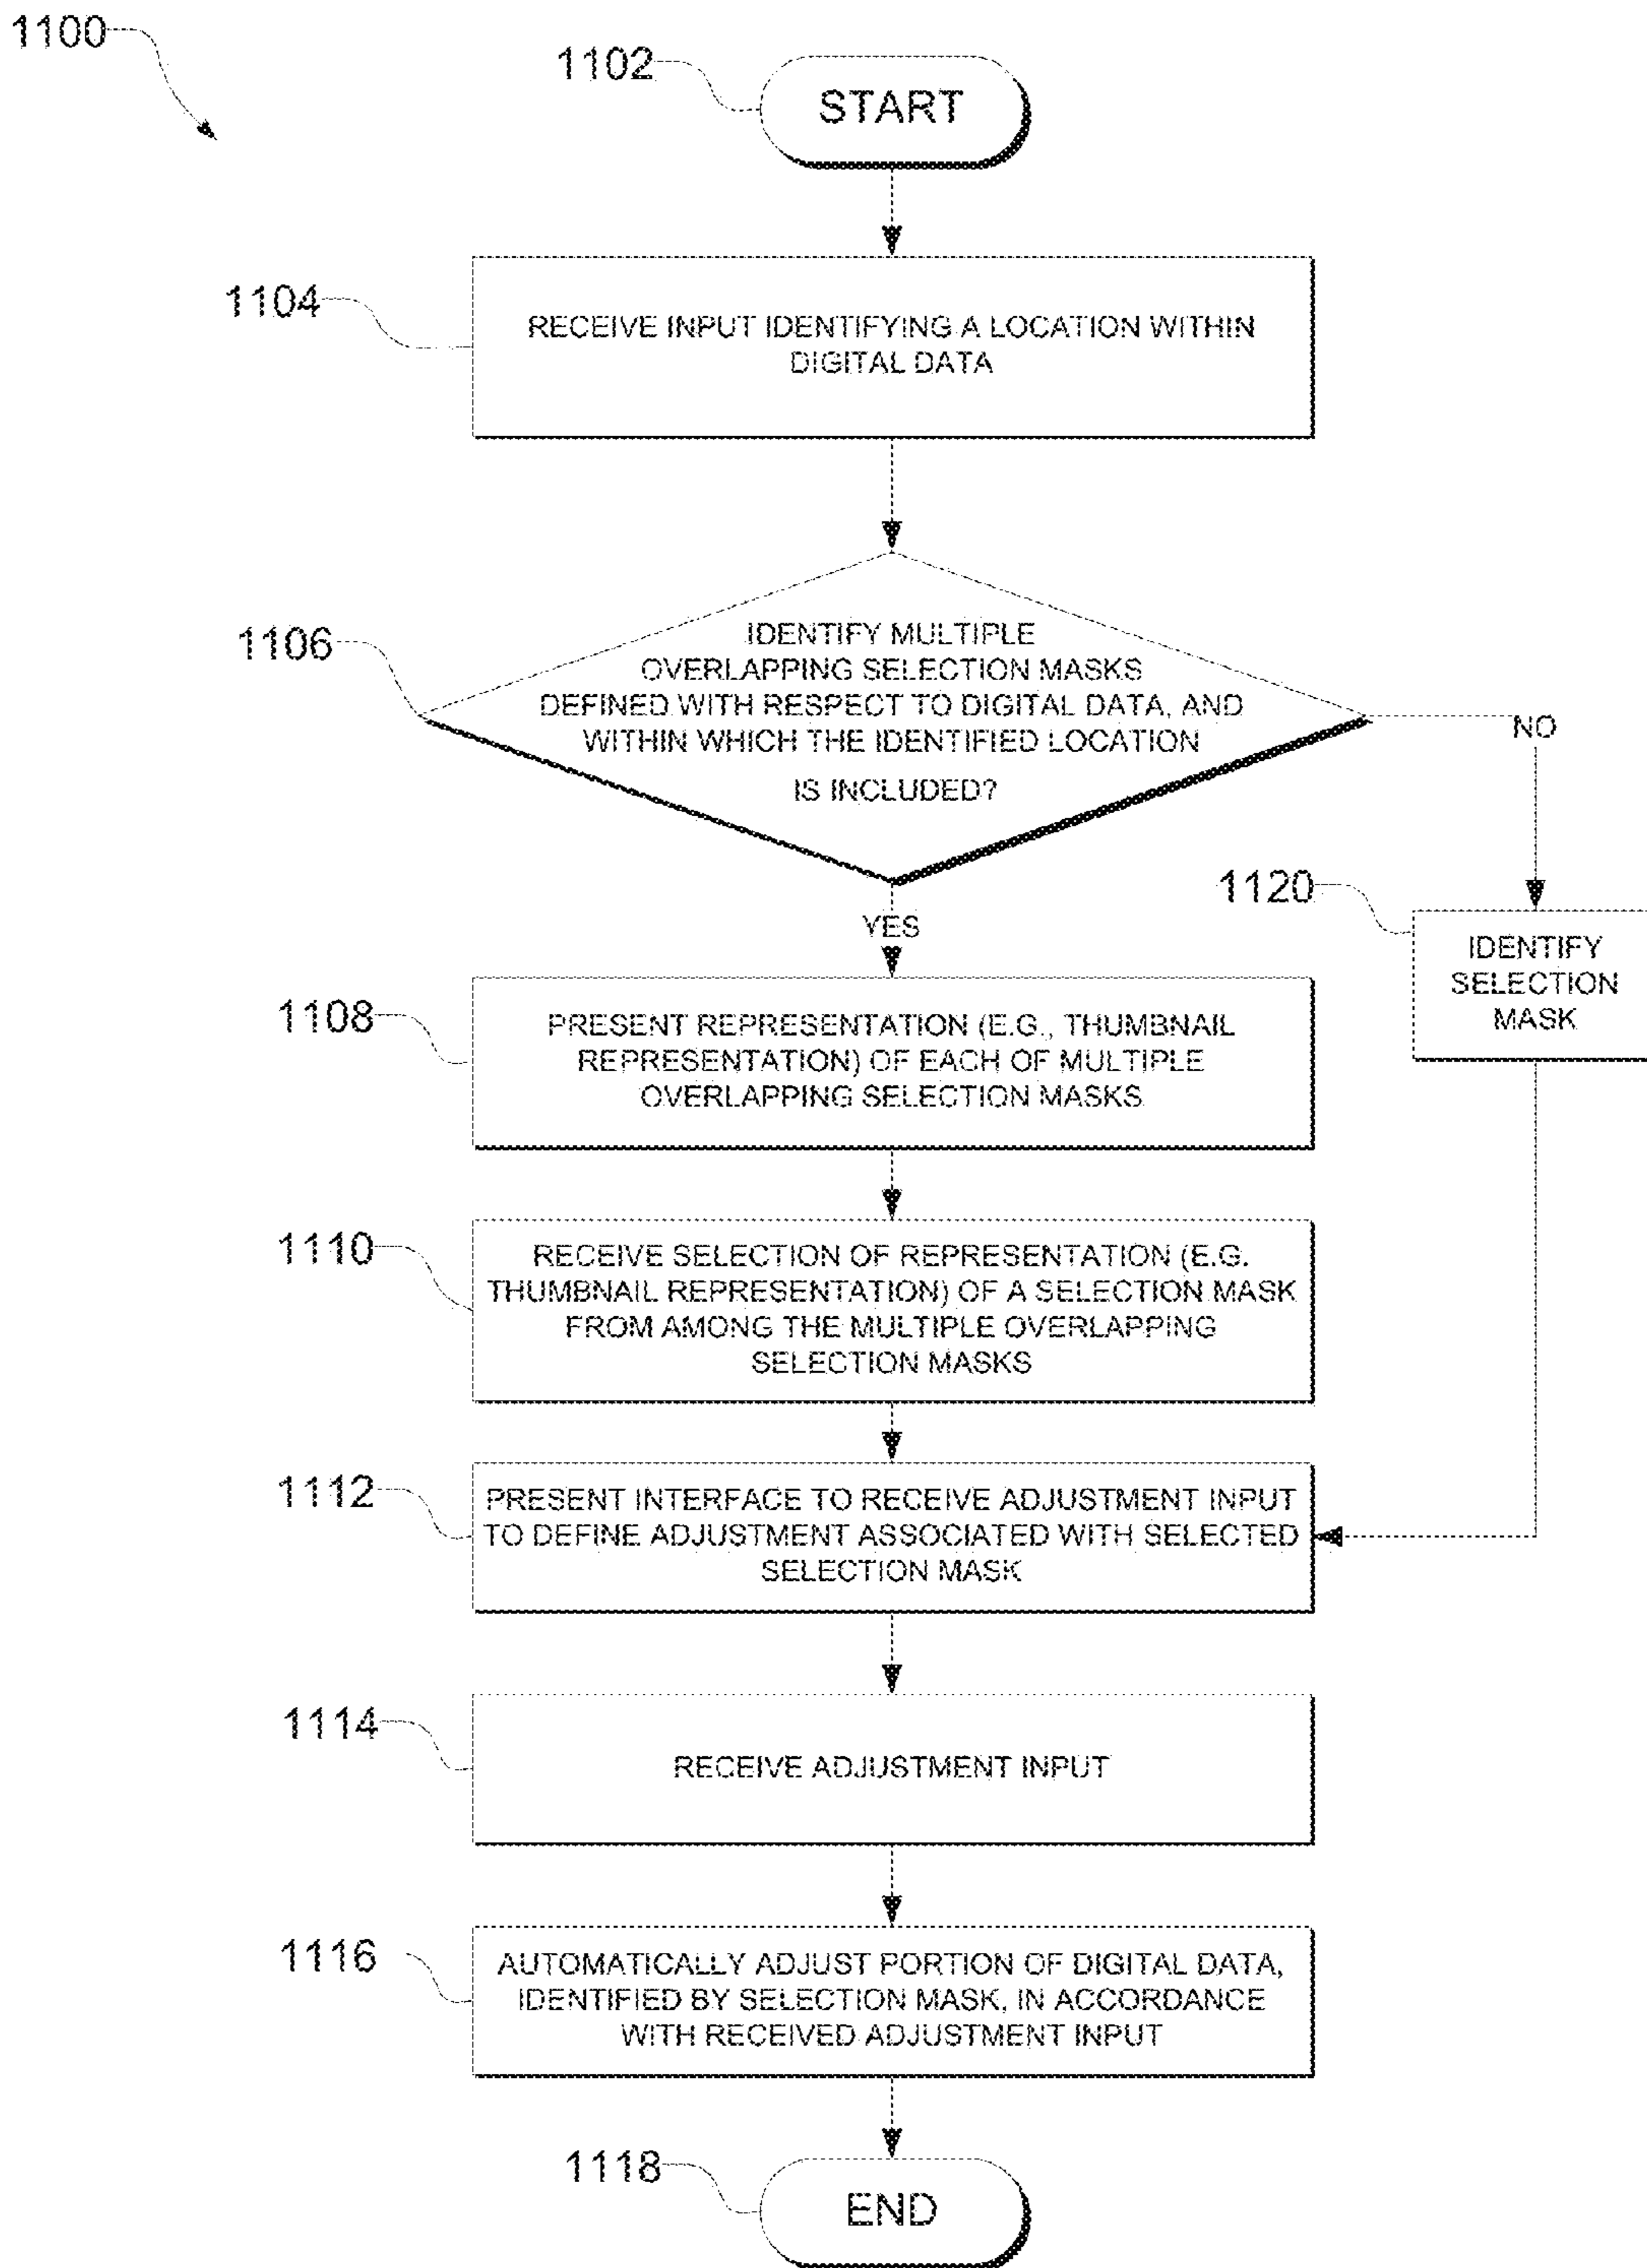 1100
1102
START
1104
RECEIVE INPUT IDENTIFYING A LOCATION WITHIN
DIGITAL DATA
1106
IDENTIFY MULTIPLE
OVERLAPPING SELECTION MASKS
DEFINED WITH RESPECT TO DIGITAL DATA, AND
WITHIN WHICH THE IDENTIFIED LOCATION
IS INCLUDED?
NO
YES
1120
IDENTIFY
SELECTION
MASK
1108
PRESENT REPRESENTATION (E.G., THUMBNAIL
REPRESENTATION) OF EACH OF MULTIPLE
OVERLAPPING SELECTION MASKS
1110
RECEIVE SELECTION OF REPRESENTATION (E.G.
THUMBNAIL REPRESENTATION) OF A SELECTION MASK
FROM AMONG THE MULTIPLE OVERLAPPING
SELECTION MASKS
1112
PRESENT INTERFACE TO RECEIVE ADJUSTMENT INPUT
TO DEFINE ADJUSTMENT ASSOCIATED WITH SELECTED
SELECTION MASK
1114
RECEIVE ADJUSTMENT INPUT
1116
AUTOMATICALLY ADJUST PORTION OF DIGITAL DATA,
IDENTIFIED BY SELECTION MASK, IN ACCORDANCE
WITH RECEIVED ADJUSTMENT INPUT
1118
END